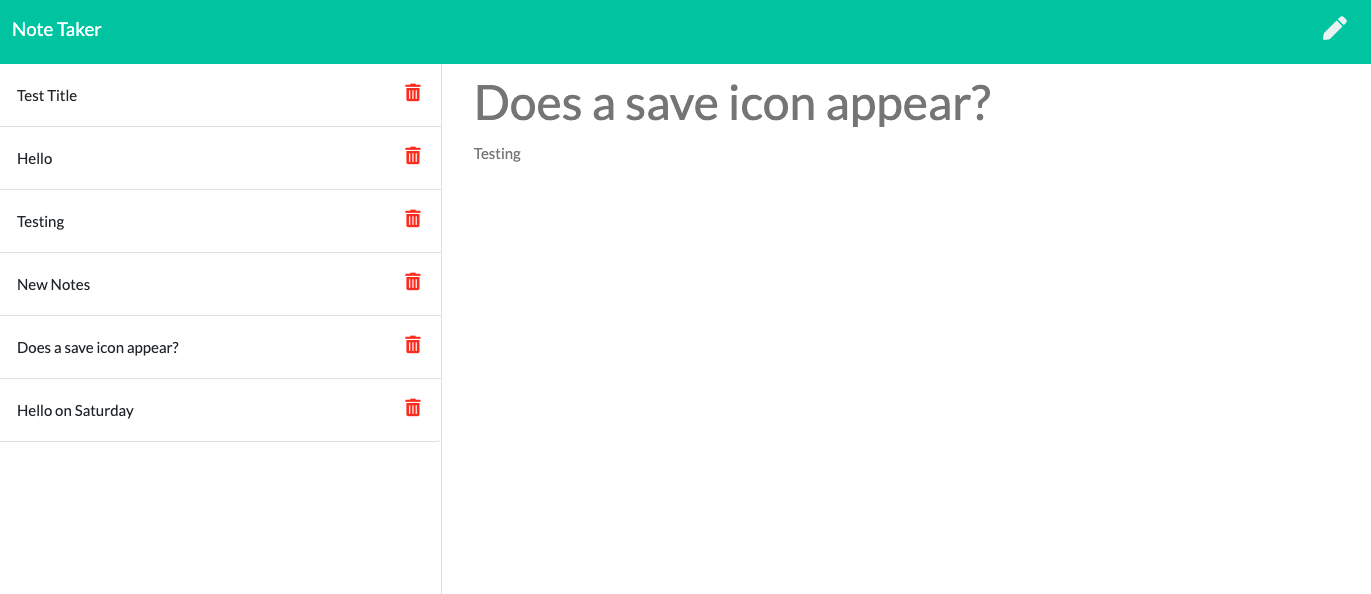 Note Taker
Test Title
Hello
Testing
New Notes
Does a save icon appear?
Hello on Saturday
Does a save icon appear?
Testing